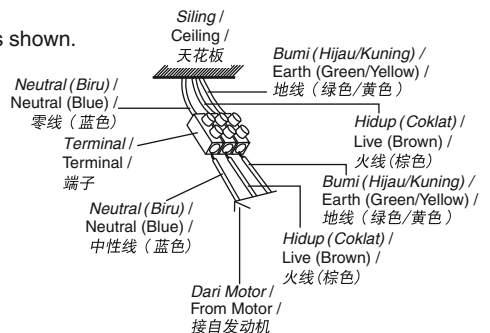 s shown.
Siling /
Ceiling /
天花板
Bumi (Hijau/Kuning) /
Earth (Green/Yellow) /
地线（绿色/黄色）
Neutral (Biru) /
Neutral (Blue) /
零线（蓝色）
Hidup (Coklat) /
Live (Brown) /
火线(棕色)
Terminal /
Terminal /
端子
Bumi (Hijau/Kuning) /
Earth (Green/Yellow) /
地线（绿色/黄色）
Neutral (Biru) /
Neutral (Blue) /
中性线（蓝色）
Hidup (Coklat) /
Live (Brown) /
火线(棕色)
Dari Motor /
From Motor /
接自发动机